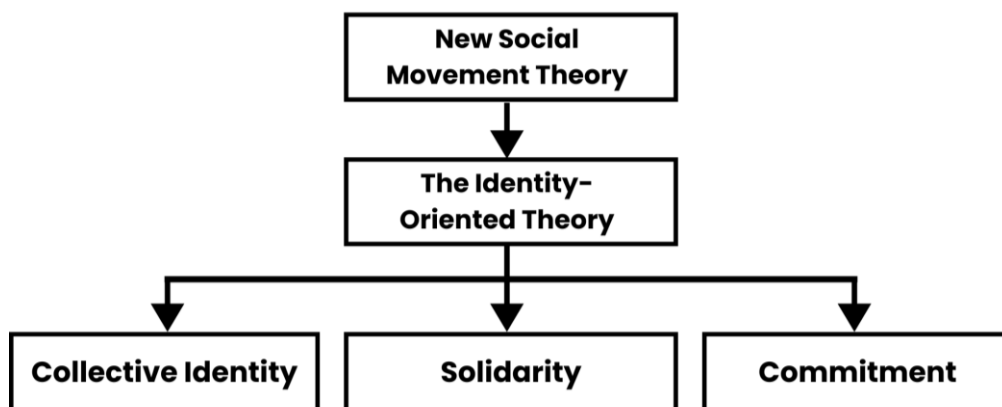 New Social
Movement Theory
The Identity-
Oriented Theory
Collective Identity
Solidarity
Commitment